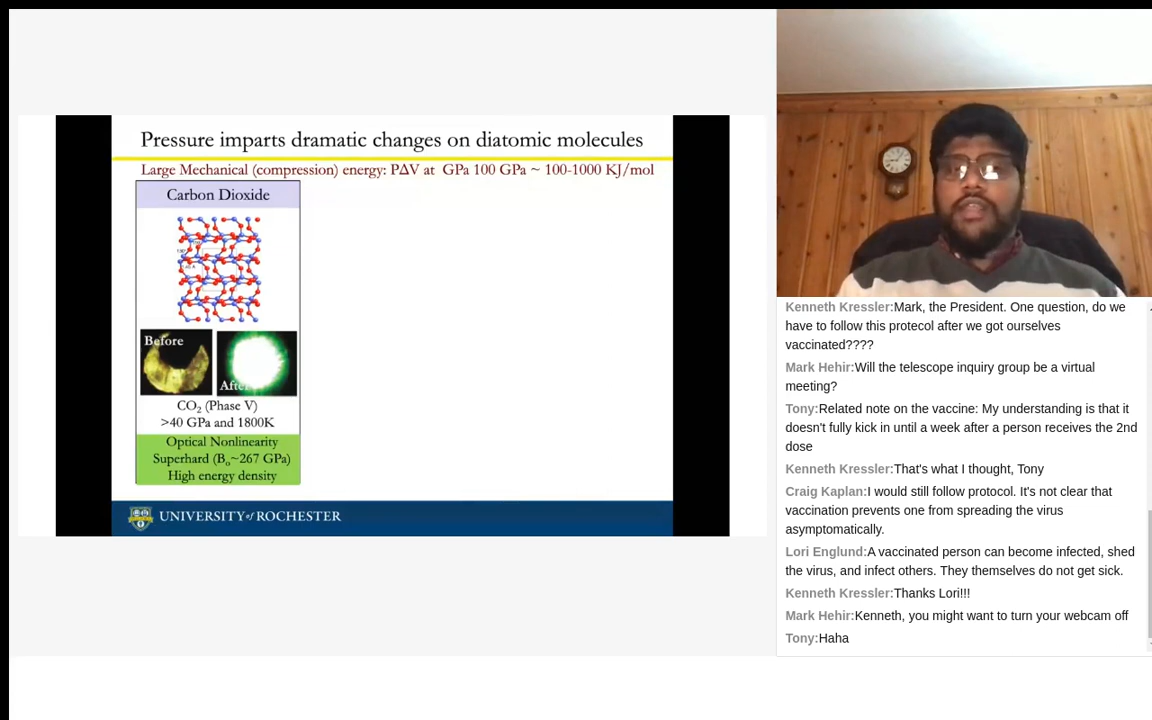 Pressure imparts dramatic changes on diatomic molecules
Large Mechanical (compression) energy: PΔV at GPa 100 GPa ~ 100-1000 KJ/mol
Carbon Dioxide
Before
After
CO₂ (Phase V)
>40 GPa and 1800K
Optical Nonlinearity
Superhard (Bₒ~267 GPa)
High energy density
UNIVERSITY of ROCHESTER
Kenneth Kressler:Mark, the President. One question, do we
have to follow this protecol after we got ourselves
vaccinated????
Mark Hehir:Will the telescope inquiry group be a virtual
meeting?
Tony:Related note on the vaccine: My understanding is that it
doesn't fully kick in until a week after a person receives the 2nd
dose
Kenneth Kressler:That's what I thought, Tony
Craig Kaplan:I would still follow protocol. It's not clear that
vaccination prevents one from spreading the virus
asymptomatically.
Lori Englund:A vaccinated person can become infected, shed
the virus, and infect others. They themselves do not get sick.
Kenneth Kressler:Thanks Lori!!!
Mark Hehir:Kenneth, you might want to turn your webcam off
Tony:Haha